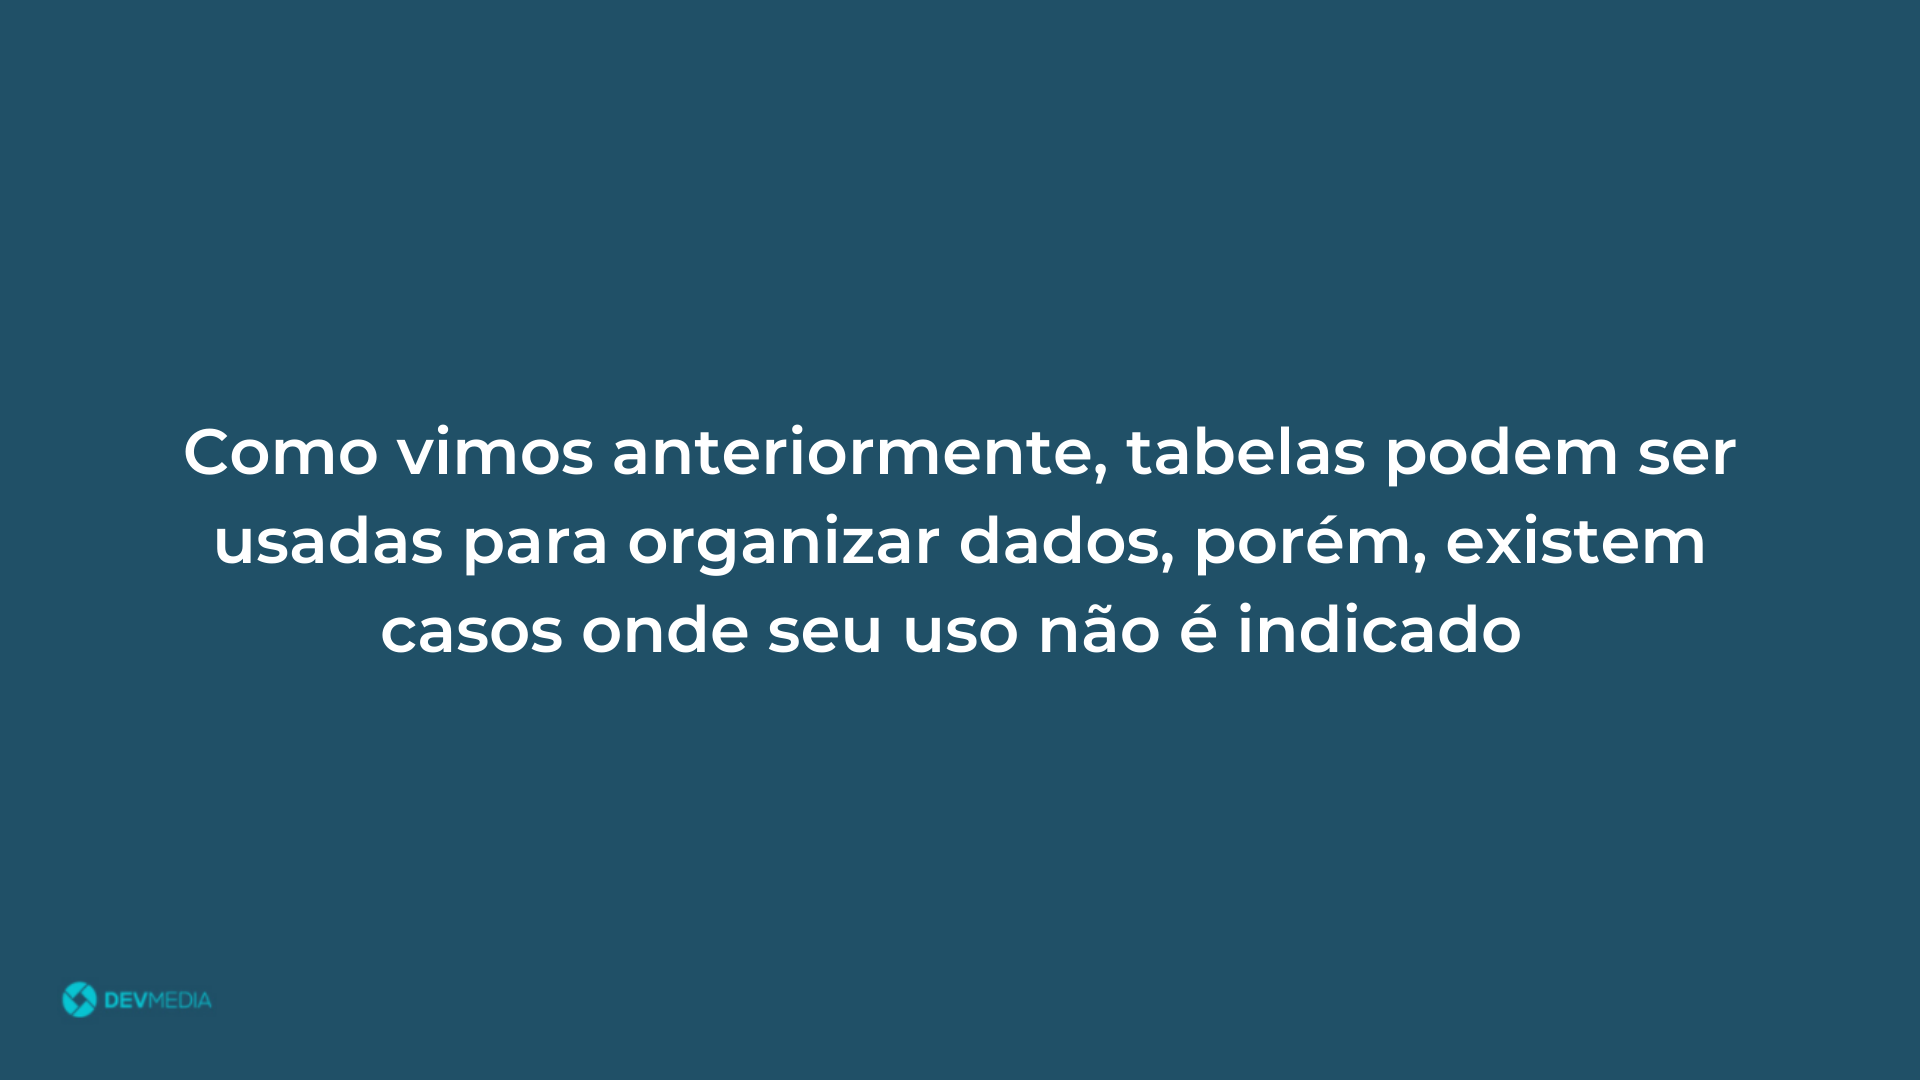 Como vimos anteriormente, tabelas podem ser
usadas para organizar dados, porém, existem
casos onde seu uso não é indicado
DEVMEDIA